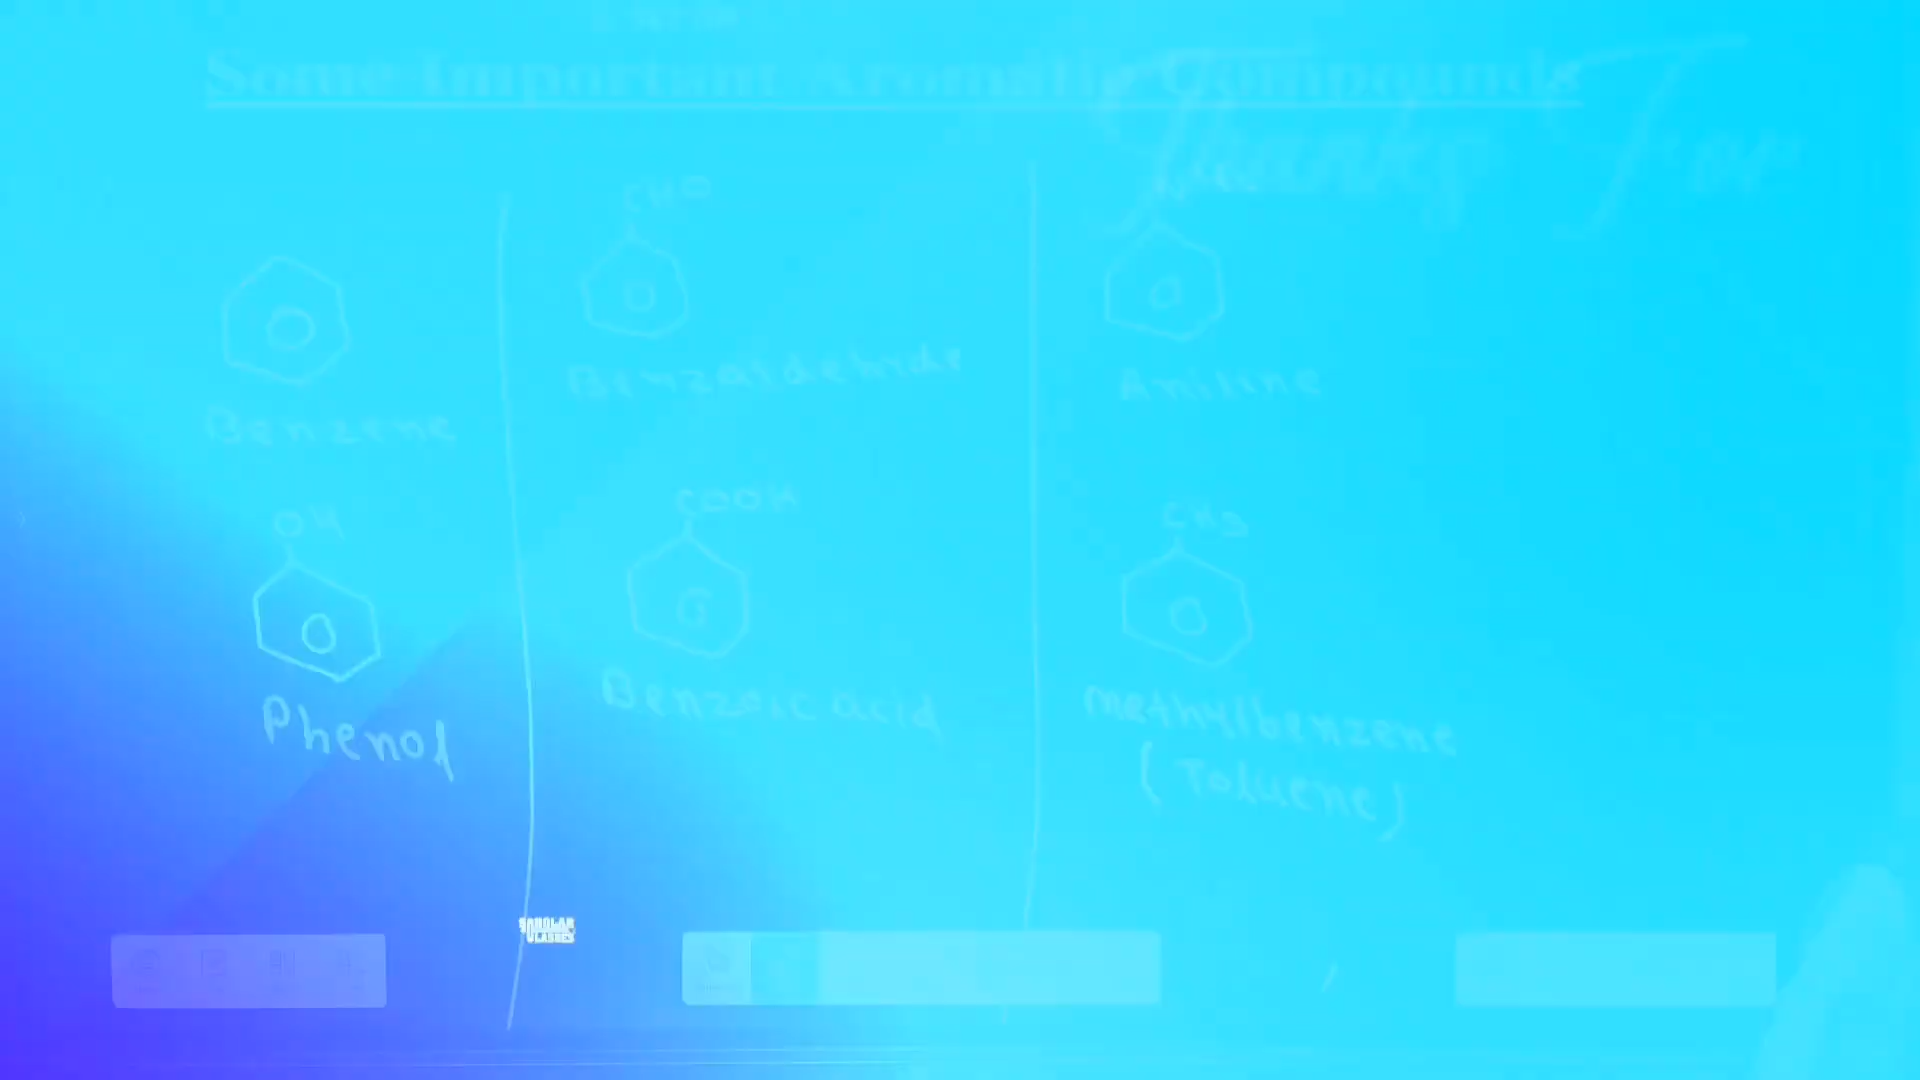 Some Important Aromatic Compounds
Thanks For
CHO
Benzene
Benzaldehyde
Aniline
OH
COOH
CH3
Phenol
Benzoic acid
Methylbenzene
(Toluene)
SCHOLAR
CLASSES